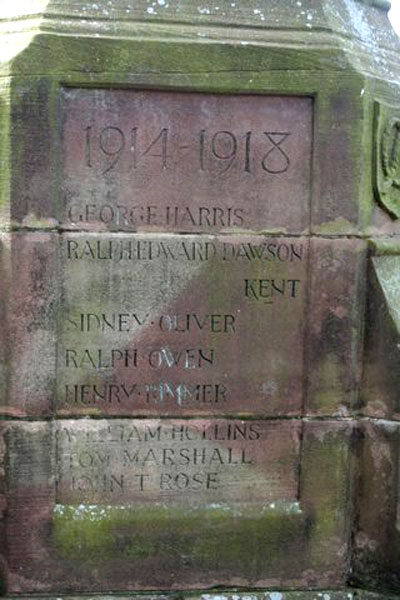 1914-1918
GEORGE HARRIS
RALPH EDWARD DAWSON
KENT
SIDNEY·OLIVER
RALPH·OWEN
HENRY·RIMMER
WILLIAM·HOLLINS
TOM MARSHALL
JOHN T ROSE